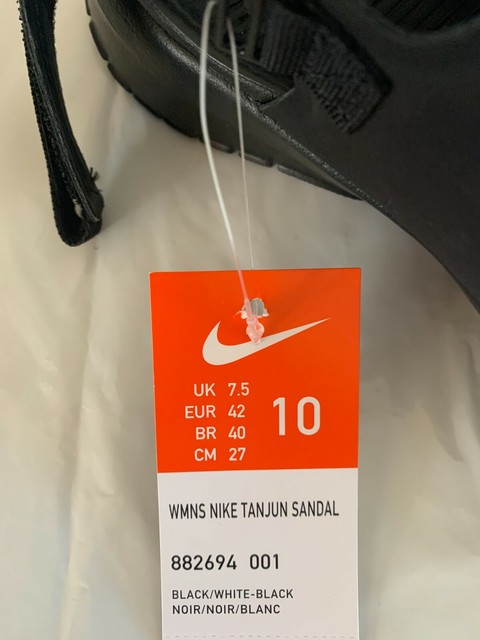 UK 7.5
EUR 42
BR 40
CM 27
10
WMNS NIKE TANJUN SANDAL
882694 001
BLACK/WHITE-BLACK
NOIR/NOIR/BLANC